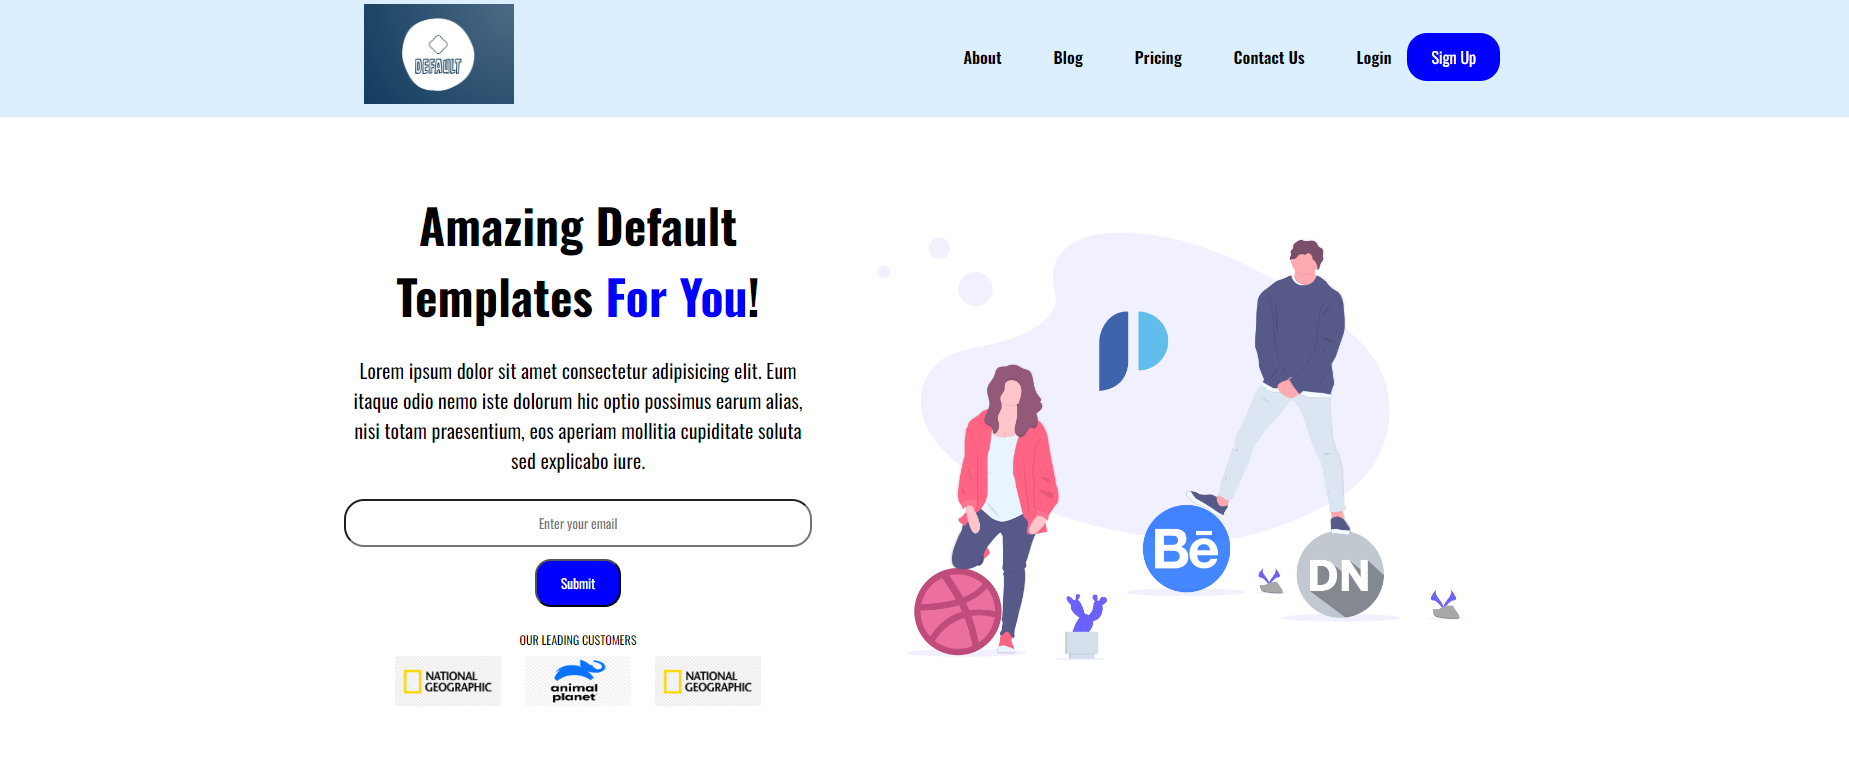 DEFAULT
About Blog Pricing Contact Us Login Sign Up
Amazing Default
Templates For You!
Lorem ipsum dolor sit amet consectetur adipisicing elit. Eum
itaque odio nemo iste dolorum hic optio possimus earum alias,
nisi totam praesentium, eos aperiam mollitia cupiditate soluta
sed explicabo iure.
Enter your email
Submit
OUR LEADING CUSTOMERS
NATIONAL
GEOGRAPHIC
animal
planet
NATIONAL
GEOGRAPHIC
Bē
DN